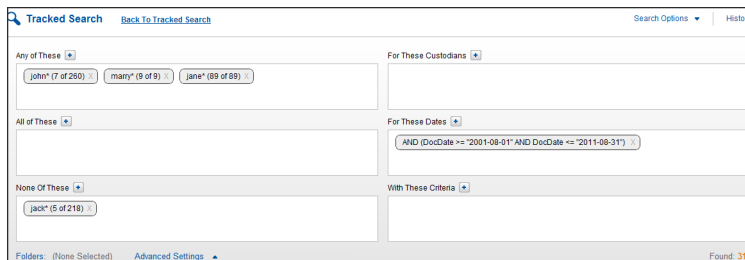 Tracked Search Back To Tracked Search Search Options
Any of These + For These Custodians +
john* (7 of 260) X marry* (9 of 9) X jane* (89 of 89) X
All of These + For These Dates +
AND (DocDate >= "2001-08-01" AND DocDate <= "2011-08-31") X
None Of These + With These Criteria +
jack* (5 of 218) X
Folders: (None Selected) Advanced Settings Found: 31